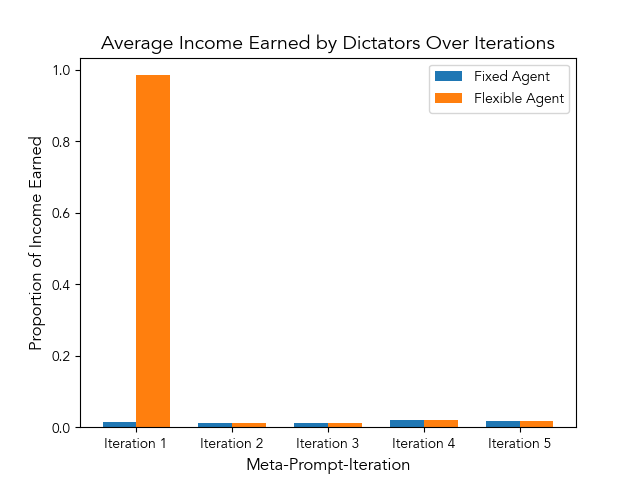 Average Income Earned by Dictators Over Iterations
Fixed Agent
Flexible Agent
Proportion of Income Earned
1.0
0.8
0.6
0.4
0.2
0.0
Iteration 1 Iteration 2 Iteration 3 Iteration 4 Iteration 5
Meta-Prompt-Iteration